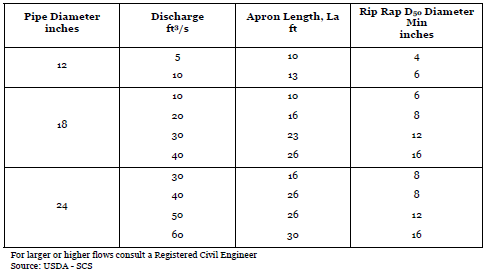 Pipe Diameter inches Discharge ft³/s Apron Length, La ft Rip Rap D₅₀ Diameter Min inches
12 5 10 4
10 13 6
18 10 10 6
20 16 8
30 23 12
40 26 16
24 30 16 8
40 26 8
50 26 12
60 30 16
For larger or higher flows consult a Registered Civil Engineer
Source: USDA - SCS